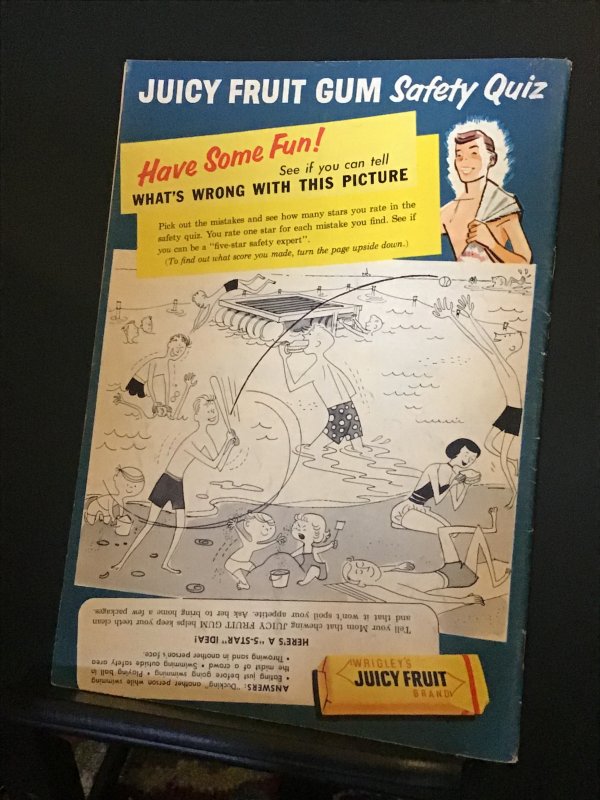 JUICY FRUIT GUM Safety Quiz
Have Some Fun!
See if you can tell
WHAT'S WRONG WITH THIS PICTURE
Pick out the mistakes and see how many stars you rate in the
safety quiz. You rate one star for each mistake you find. See if
you can be a "five-star safety expert".
(To find out what score you made, turn the page upside down.)
ANSWERS: "Ducking" another person while swimming
• Eating just before going swimming • Playing ball in
the midst of a crowd • Swimming outside safety area
• Throwing sand in another person's face.
HERE'S A "5-STAR" IDEA!
Tell your Mom that chewing JUICY FRUIT GUM helps keep your teeth clean
and that it won't spoil your appetite. Ask her to bring home a few packages.
WRIGLEY'S
JUICY FRUIT
BRAND